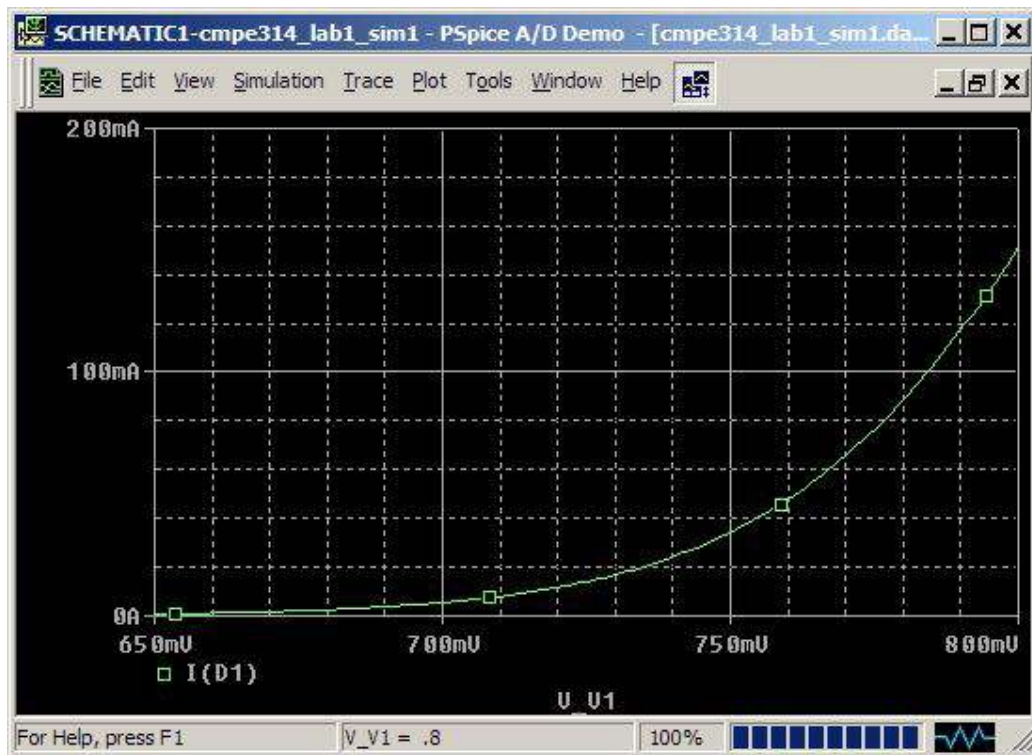 SCHEMATIC1-cmpe314_lab1_sim1 - PSpice A/D Demo - [cmpe314_lab1_sim1.da...
File Edit View Simulation Trace Plot Tools Window Help
200mA
100mA
0A
650mV 700mV 750mV 800mV
I(D1)
V_V1
For Help, press F1 V_V1 = .8 100%